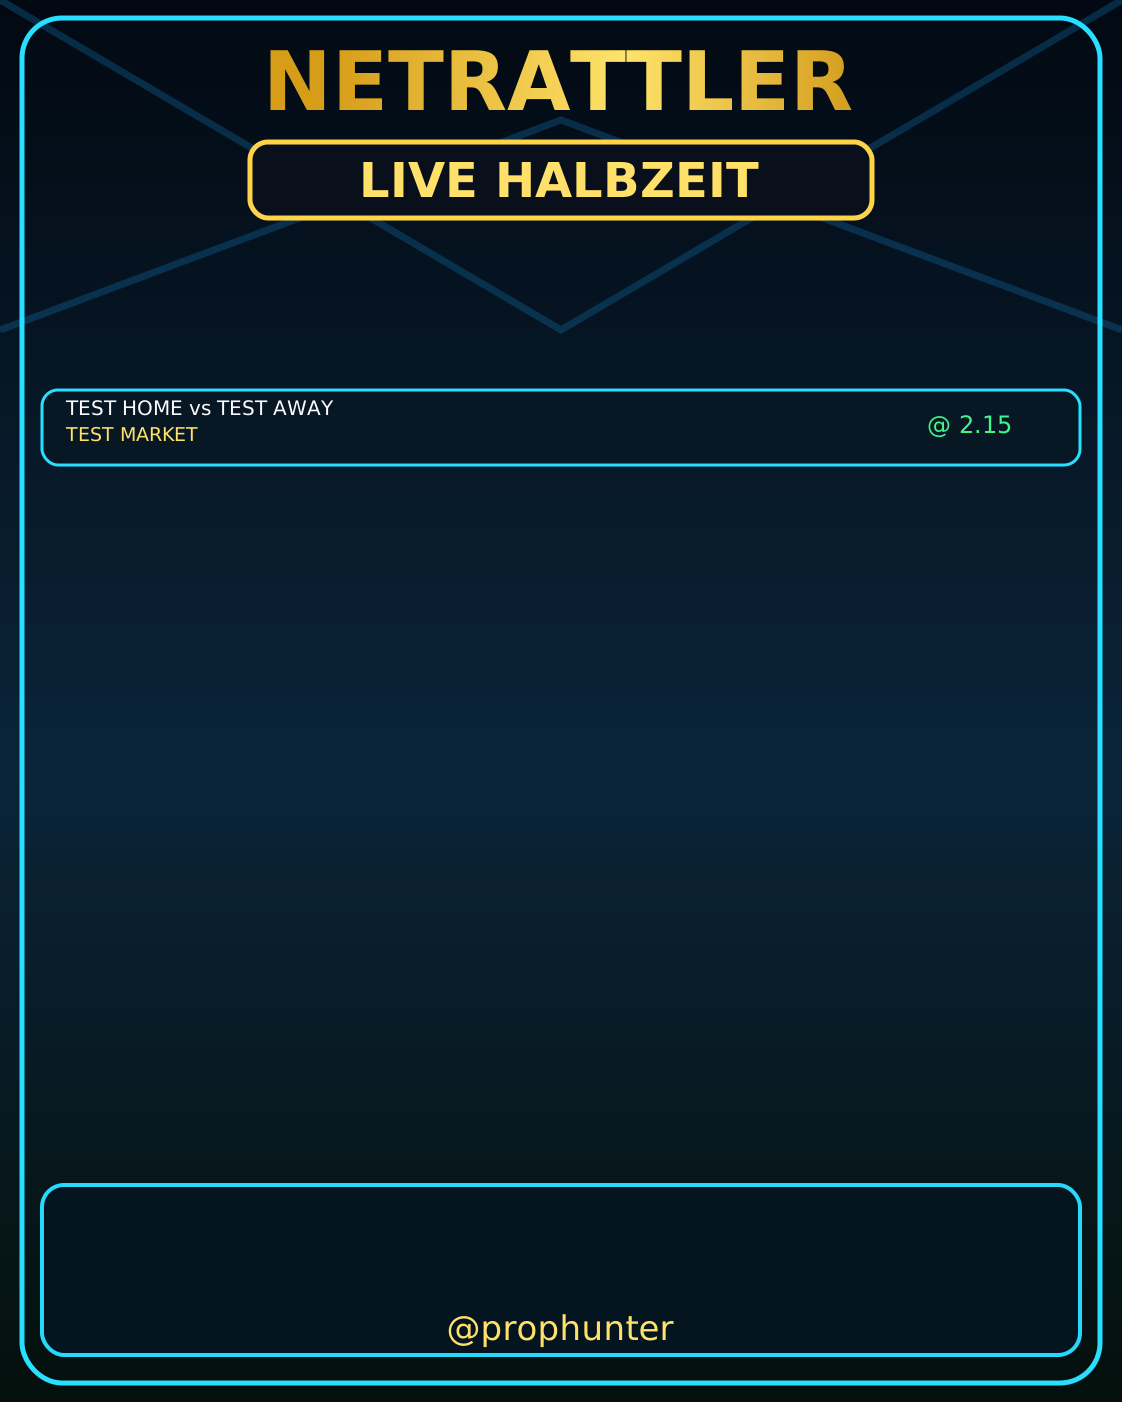 NETRATTLER
LIVE HALBZEIT
TEST HOME vs TEST AWAY
TEST MARKET
@ 2.15
@prophunter